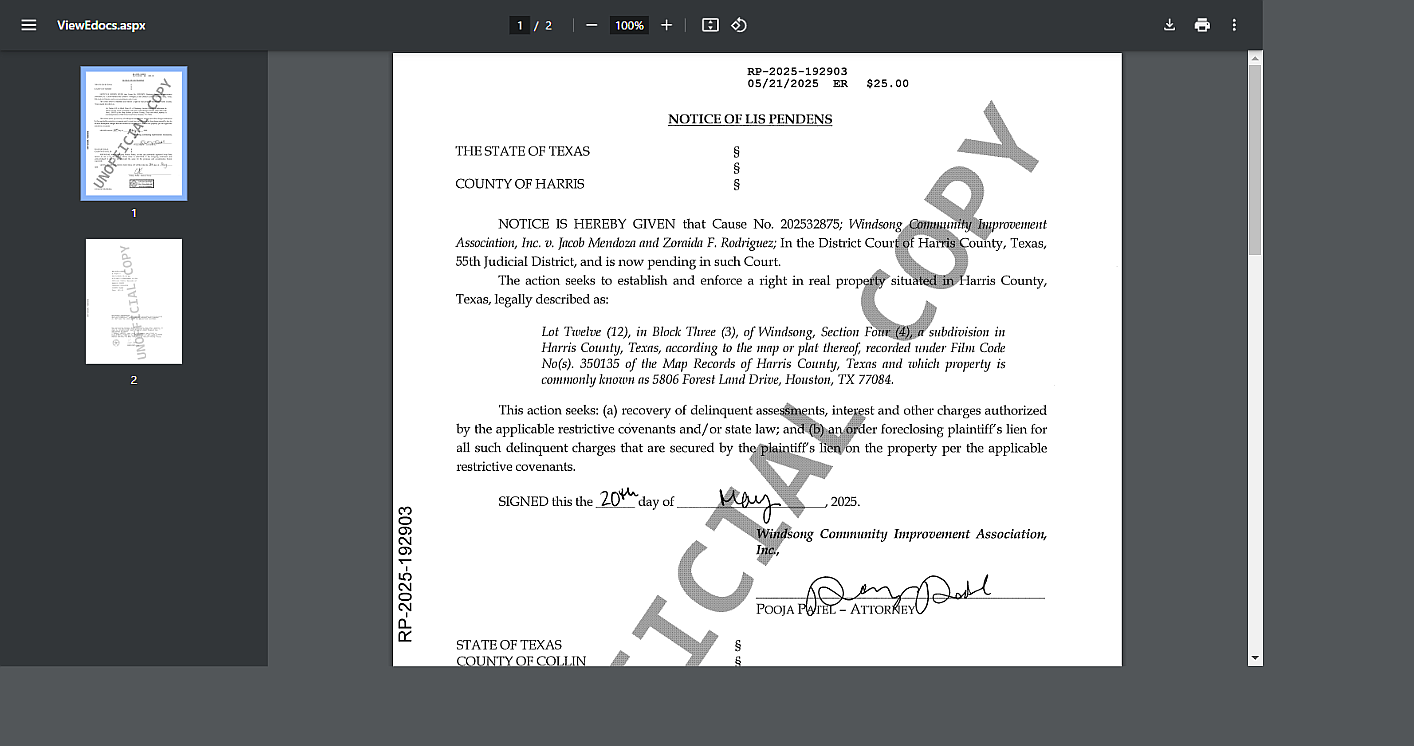 ViewEdocs.aspx
1 / 2
100%
1
2
UNOFFICIAL COPY
UNOFFICIAL COPY
RP-2025-192903
05/21/2025 ER $25.00
NOTICE OF LIS PENDENS
THE STATE OF TEXAS §
§
COUNTY OF HARRIS §
NOTICE IS HEREBY GIVEN that Cause No. 202532875; Windsong Community Improvement
Association, Inc. v. Jacob Mendoza and Zoraida F. Rodriguez; In the District Court of Harris County, Texas,
55th Judicial District, and is now pending in such Court.
The action seeks to establish and enforce a right in real property situated in Harris County,
Texas, legally described as:
Lot Twelve (12), in Block Three (3), of Windsong, Section Four (4), a subdivision in
Harris County, Texas, according to the map or plat thereof, recorded under Film Code
No(s). 350135 of the Map Records of Harris County, Texas and which property is
commonly known as 5806 Forest Land Drive, Houston, TX 77084.
This action seeks: (a) recovery of delinquent assessments, interest and other charges authorized
by the applicable restrictive covenants and/or state law; and (b) an order foreclosing plaintiff's lien for
all such delinquent charges that are secured by the plaintiff's lien on the property per the applicable
restrictive covenants.
SIGNED this the 20th day of May, 2025.
Windsong Community Improvement Association,
Inc.,
POOJA PATEL – ATTORNEY
STATE OF TEXAS §
COUNTY OF COLLIN §
RP-2025-192903
ICIAL COPY